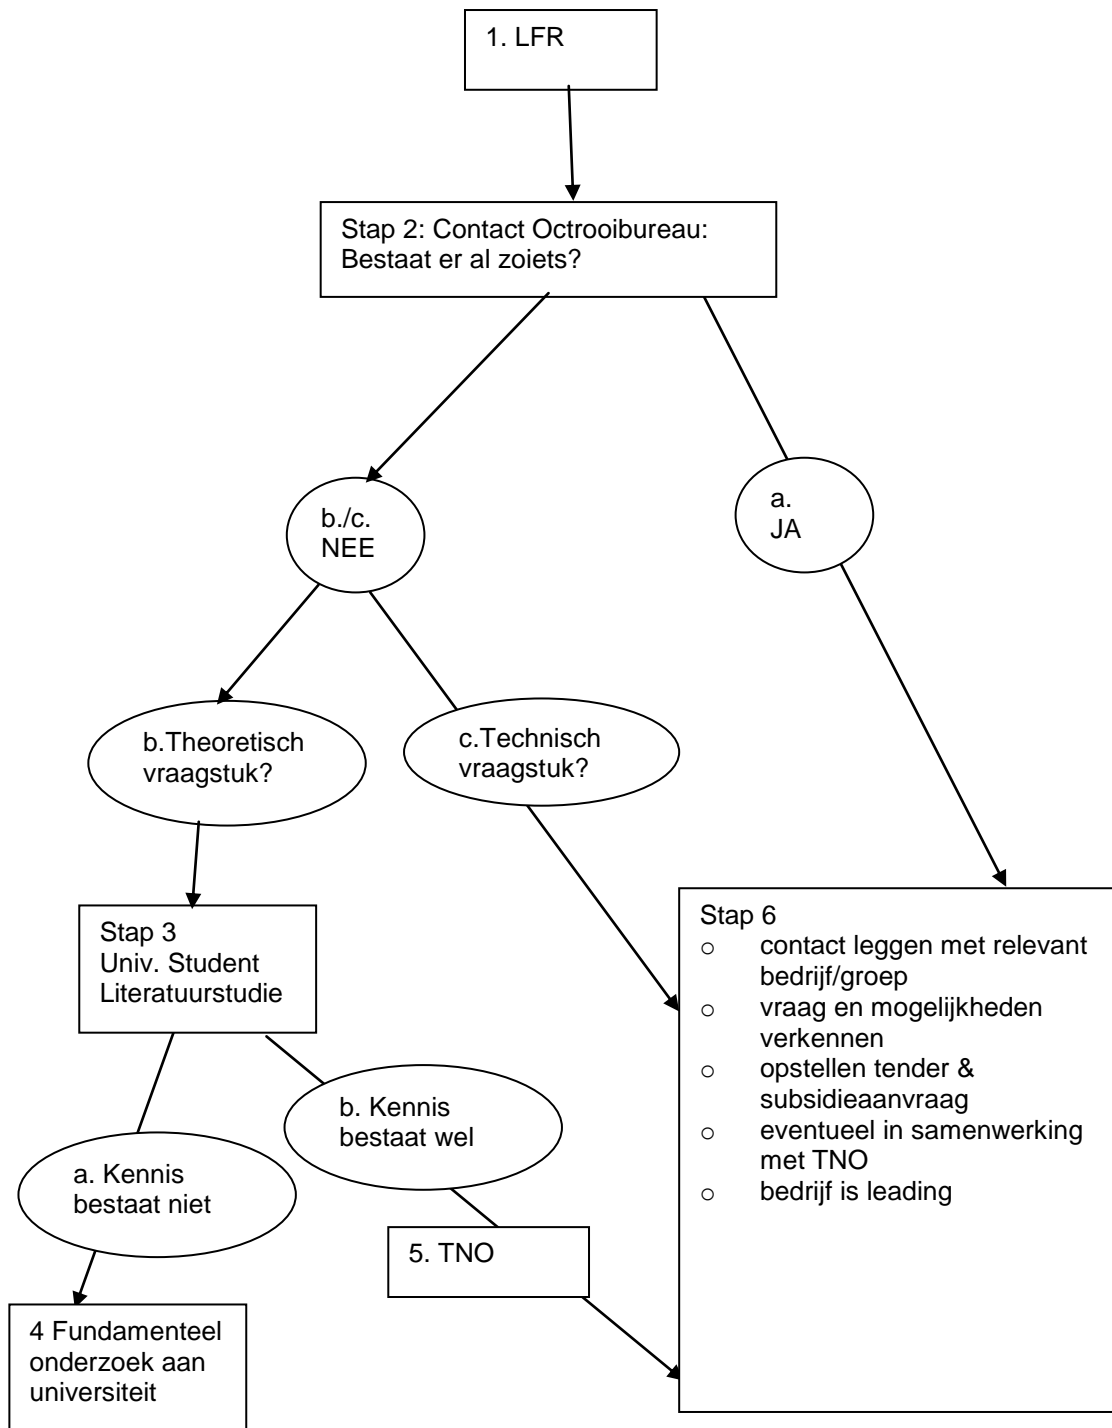 1. LFR
Stap 2: Contact Octrooibureau:
Bestaat er al zoiets?
b./c.
NEE
a.
JA
b.Theoretisch
vraagstuk?
c.Technisch
vraagstuk?
Stap 3
Univ. Student
Literatuurstudie
a. Kennis
bestaat niet
b. Kennis
bestaat wel
4 Fundamenteel
onderzoek aan
universiteit
5. TNO
Stap 6
o contact leggen met relevant
bedrijf/groep
o vraag en mogelijkheden
verkennen
o opstellen tender &
subsidieaanvraag
o eventueel in samenwerking
met TNO
o bedrijf is leading